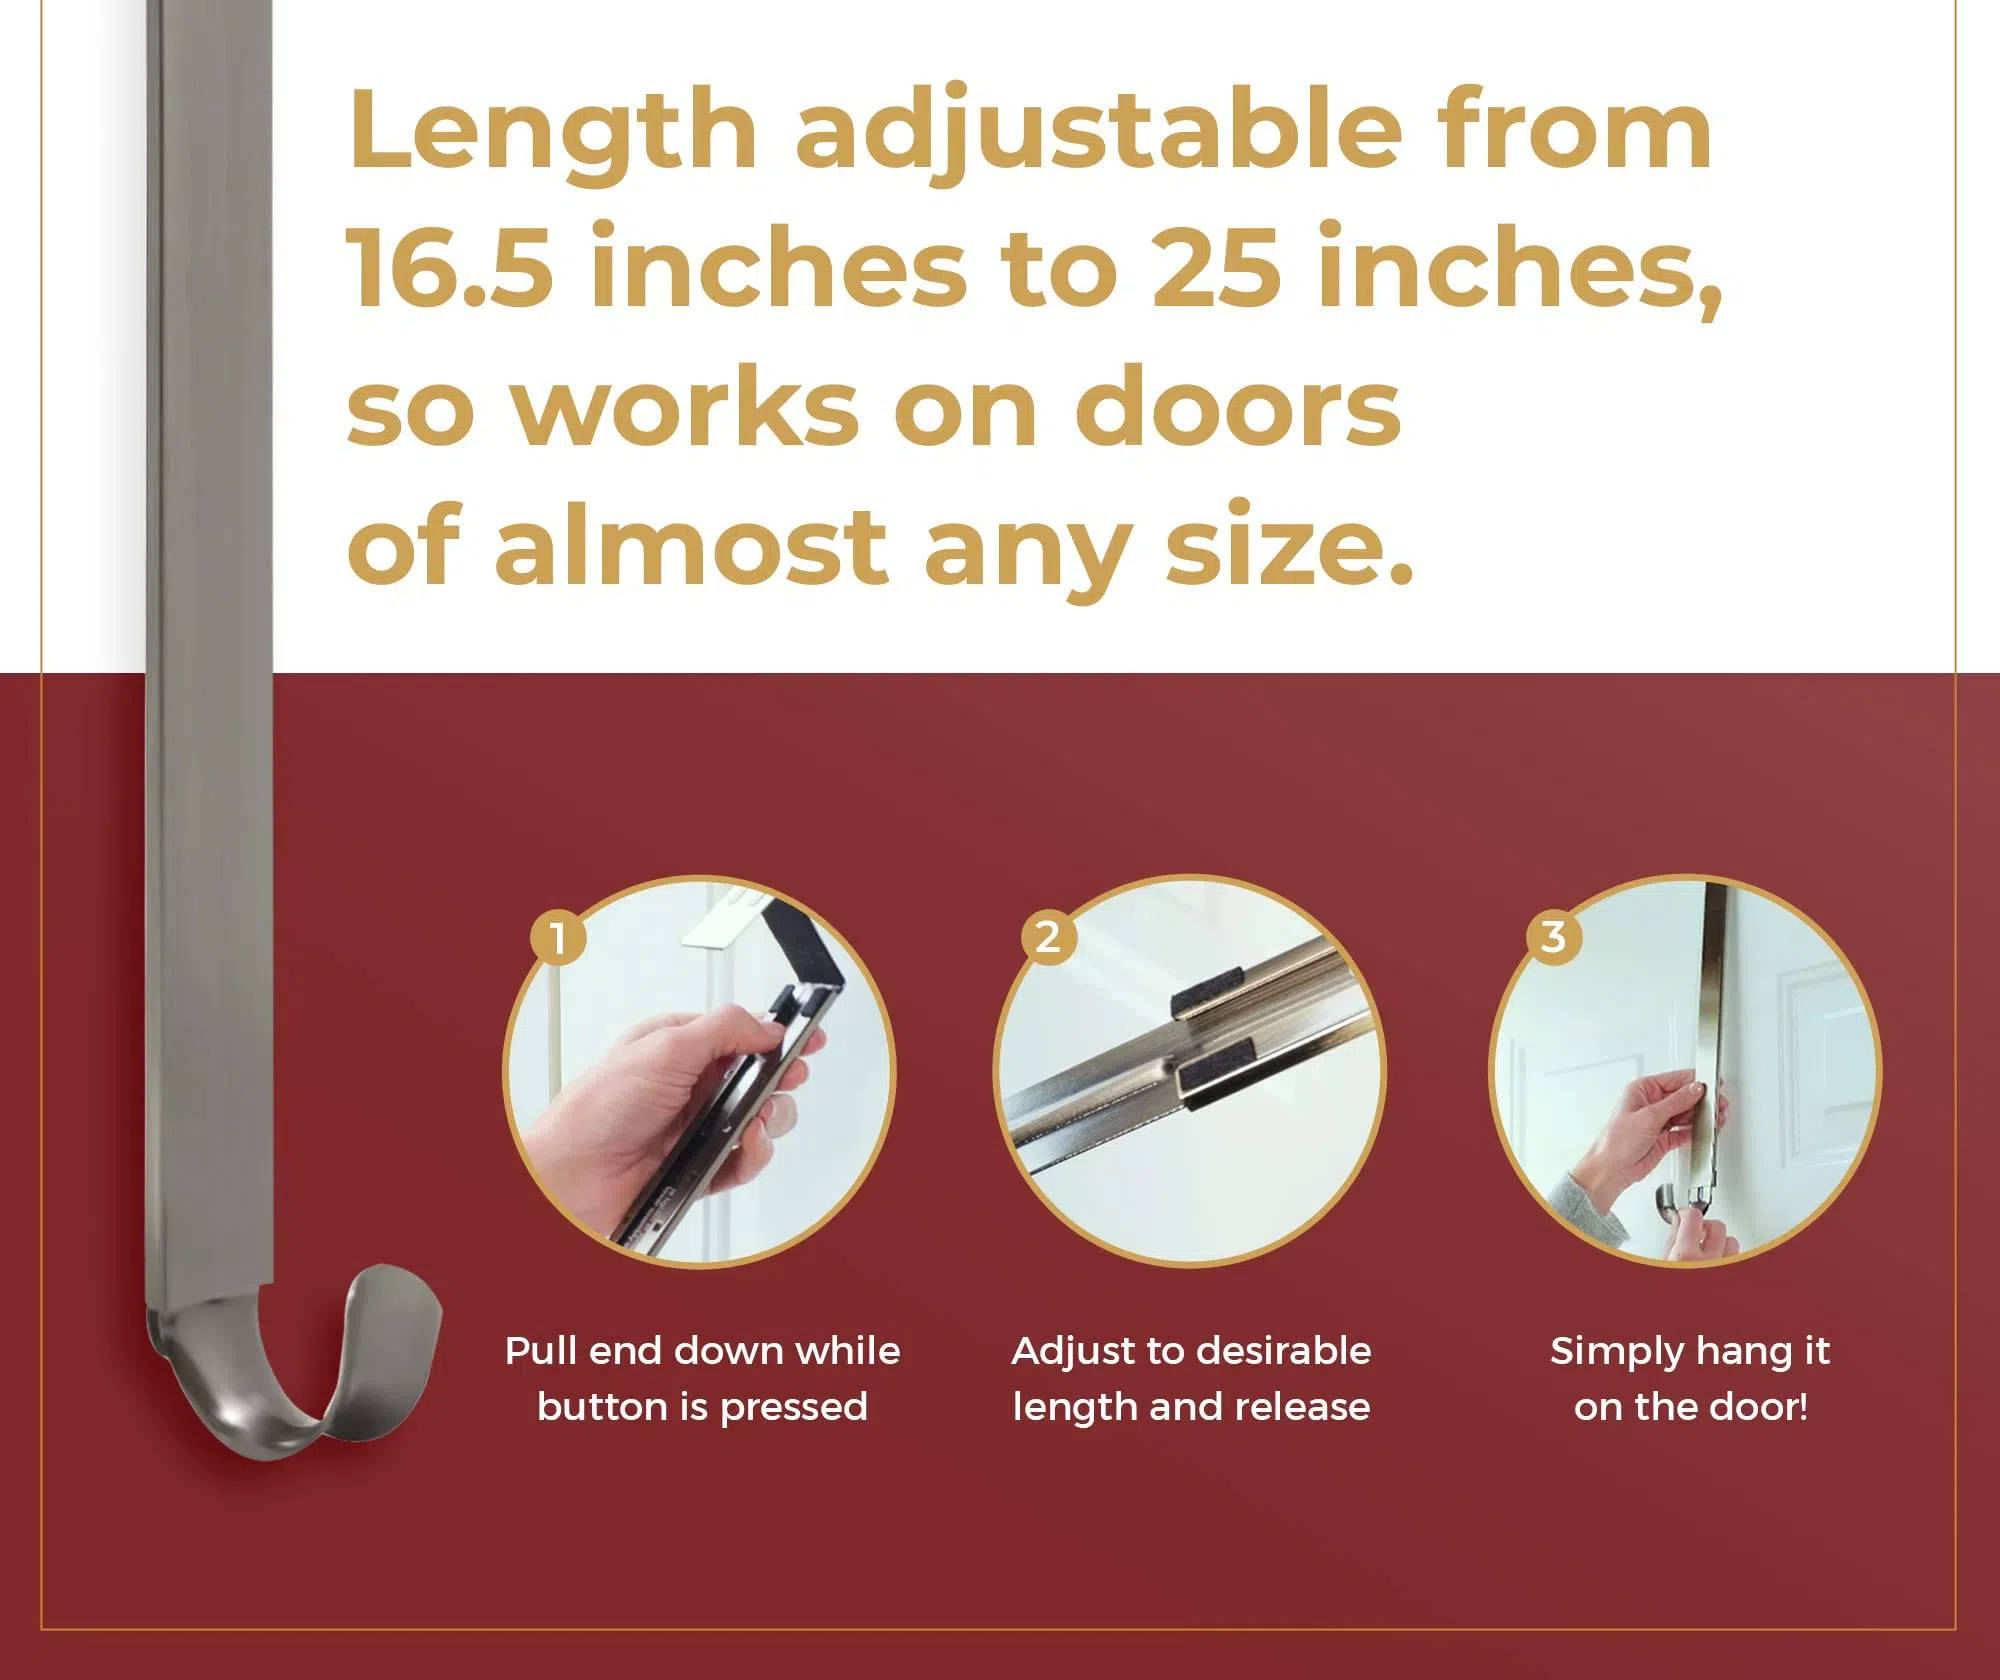 Length adjustable from
16.5 inches to 25 inches,
so works on doors
of almost any size.
1
2
3
Pull end down while
button is pressed
Adjust to desirable
length and release
Simply hang it
on the door!